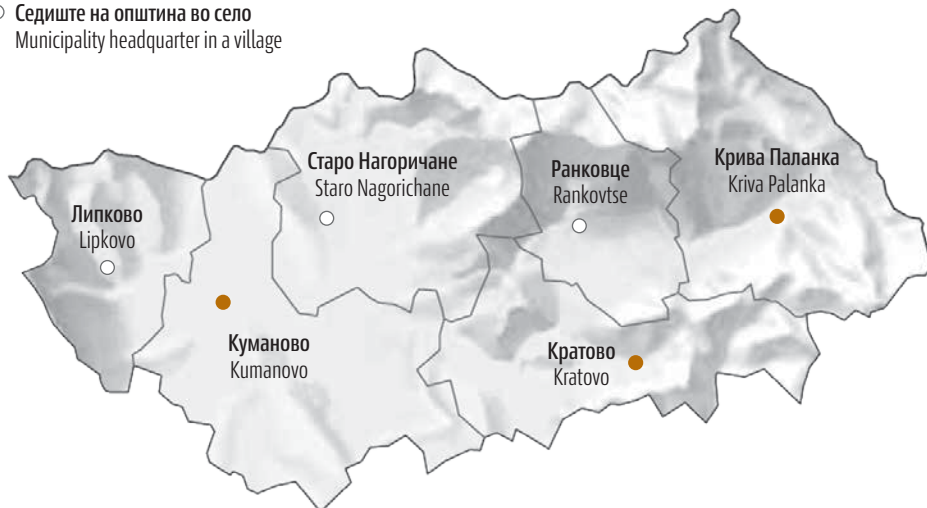 Седиште на општина во село
Municipality headquarter in a village
Старо Нагоричане
Staro Nagorichane
Ранковце
Rankovtse
Крива Паланка
Kriva Palanka
Липково
Lipkovo
Куманово
Kumanovo
Кратово
Kratovo